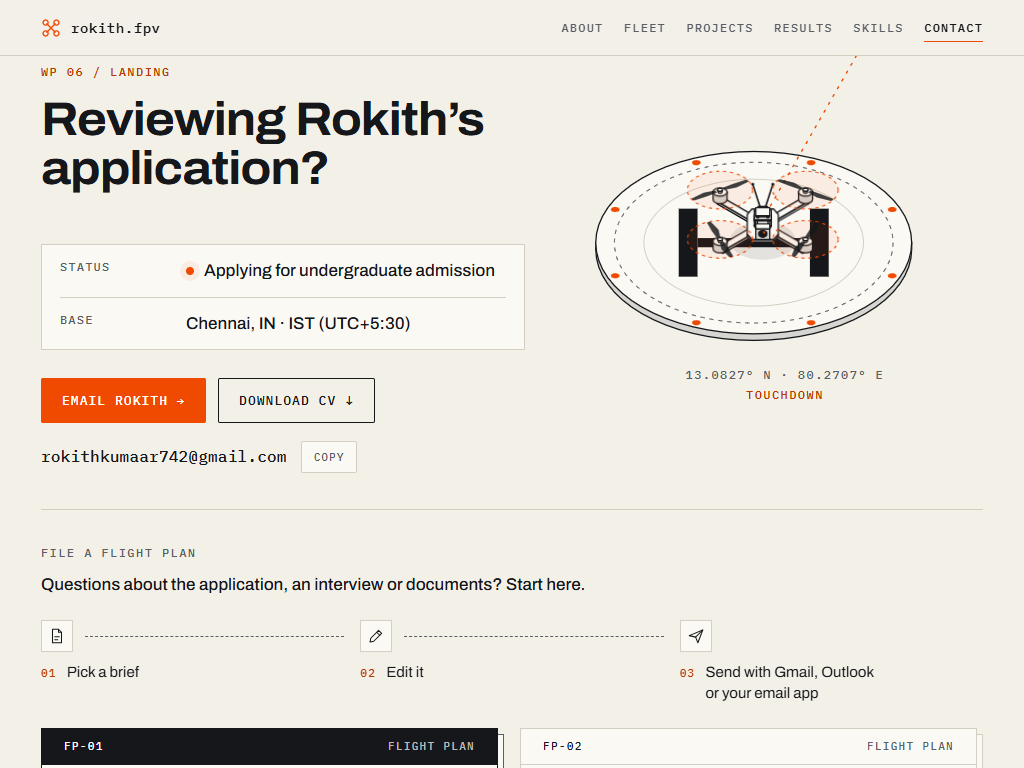 rokith.fpv
ABOUT FLEET PROJECTS RESULTS SKILLS CONTACT
WP 06 / LANDING
Reviewing Rokith’s
application?
STATUS Applying for undergraduate admission
BASE Chennai, IN · IST (UTC+5:30)
EMAIL ROKITH → DOWNLOAD CV ↓
rokithkumaar742@gmail.com COPY
13.0827° N · 80.2707° E
TOUCHDOWN
FILE A FLIGHT PLAN
Questions about the application, an interview or documents? Start here.
01 Pick a brief
02 Edit it
03 Send with Gmail, Outlook
or your email app
FP-01 FLIGHT PLAN
FP-02 FLIGHT PLAN